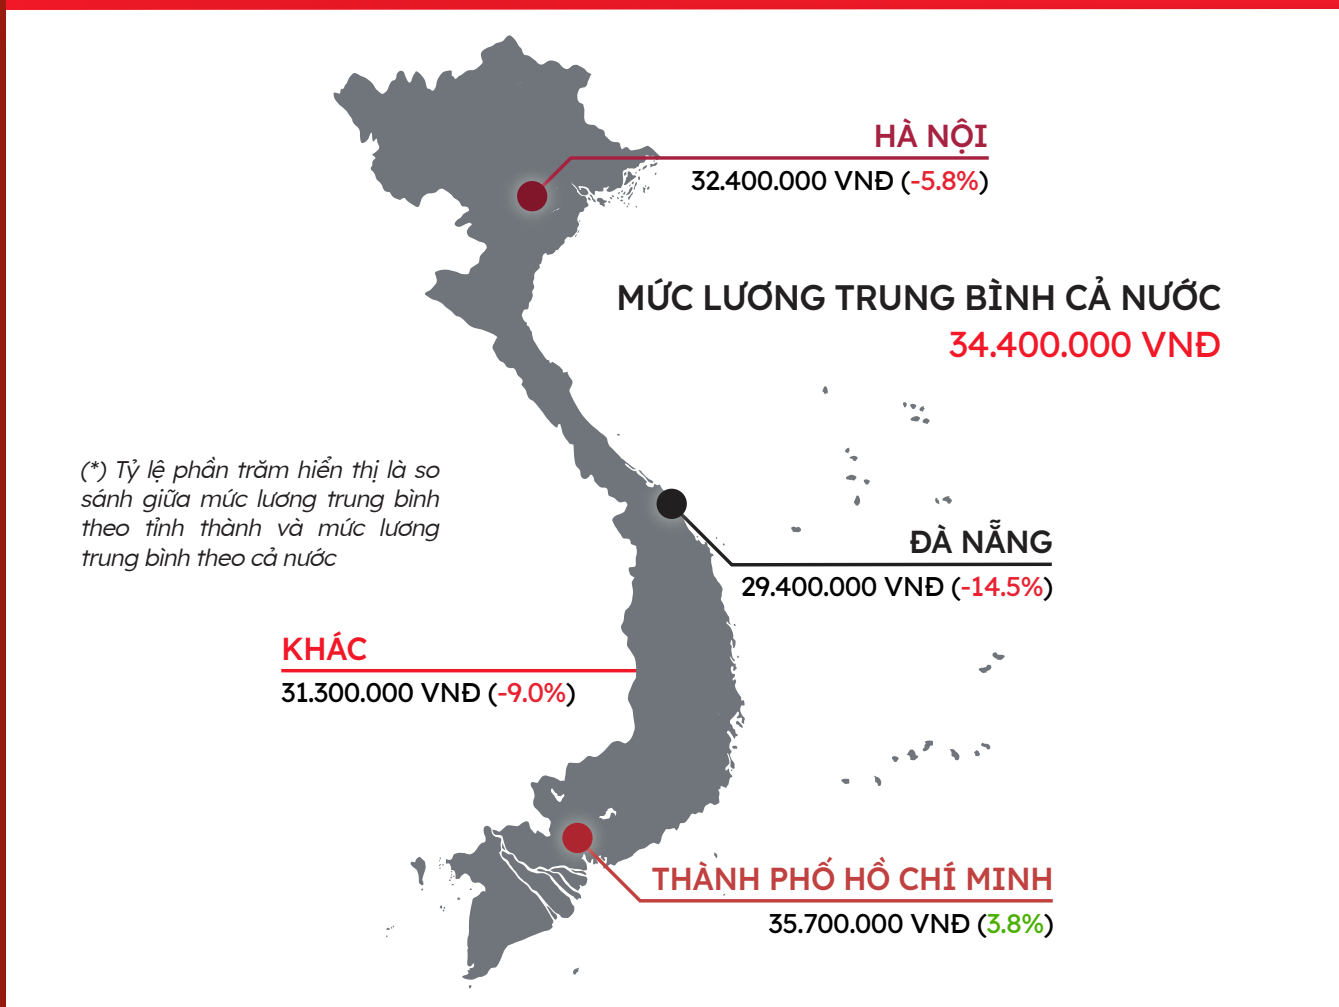 HÀ NỘI
32.400.000 VNĐ (-5.8%)
MỨC LƯƠNG TRUNG BÌNH CẢ NƯỚC
34.400.000 VNĐ
(*) Tỷ lệ phần trăm hiển thị là so
sánh giữa mức lương trung bình
theo tỉnh thành và mức lương
trung bình theo cả nước
ĐÀ NẴNG
29.400.000 VNĐ (-14.5%)
KHÁC
31.300.000 VNĐ (-9.0%)
THÀNH PHỐ HỒ CHÍ MINH
35.700.000 VNĐ (3.8%)